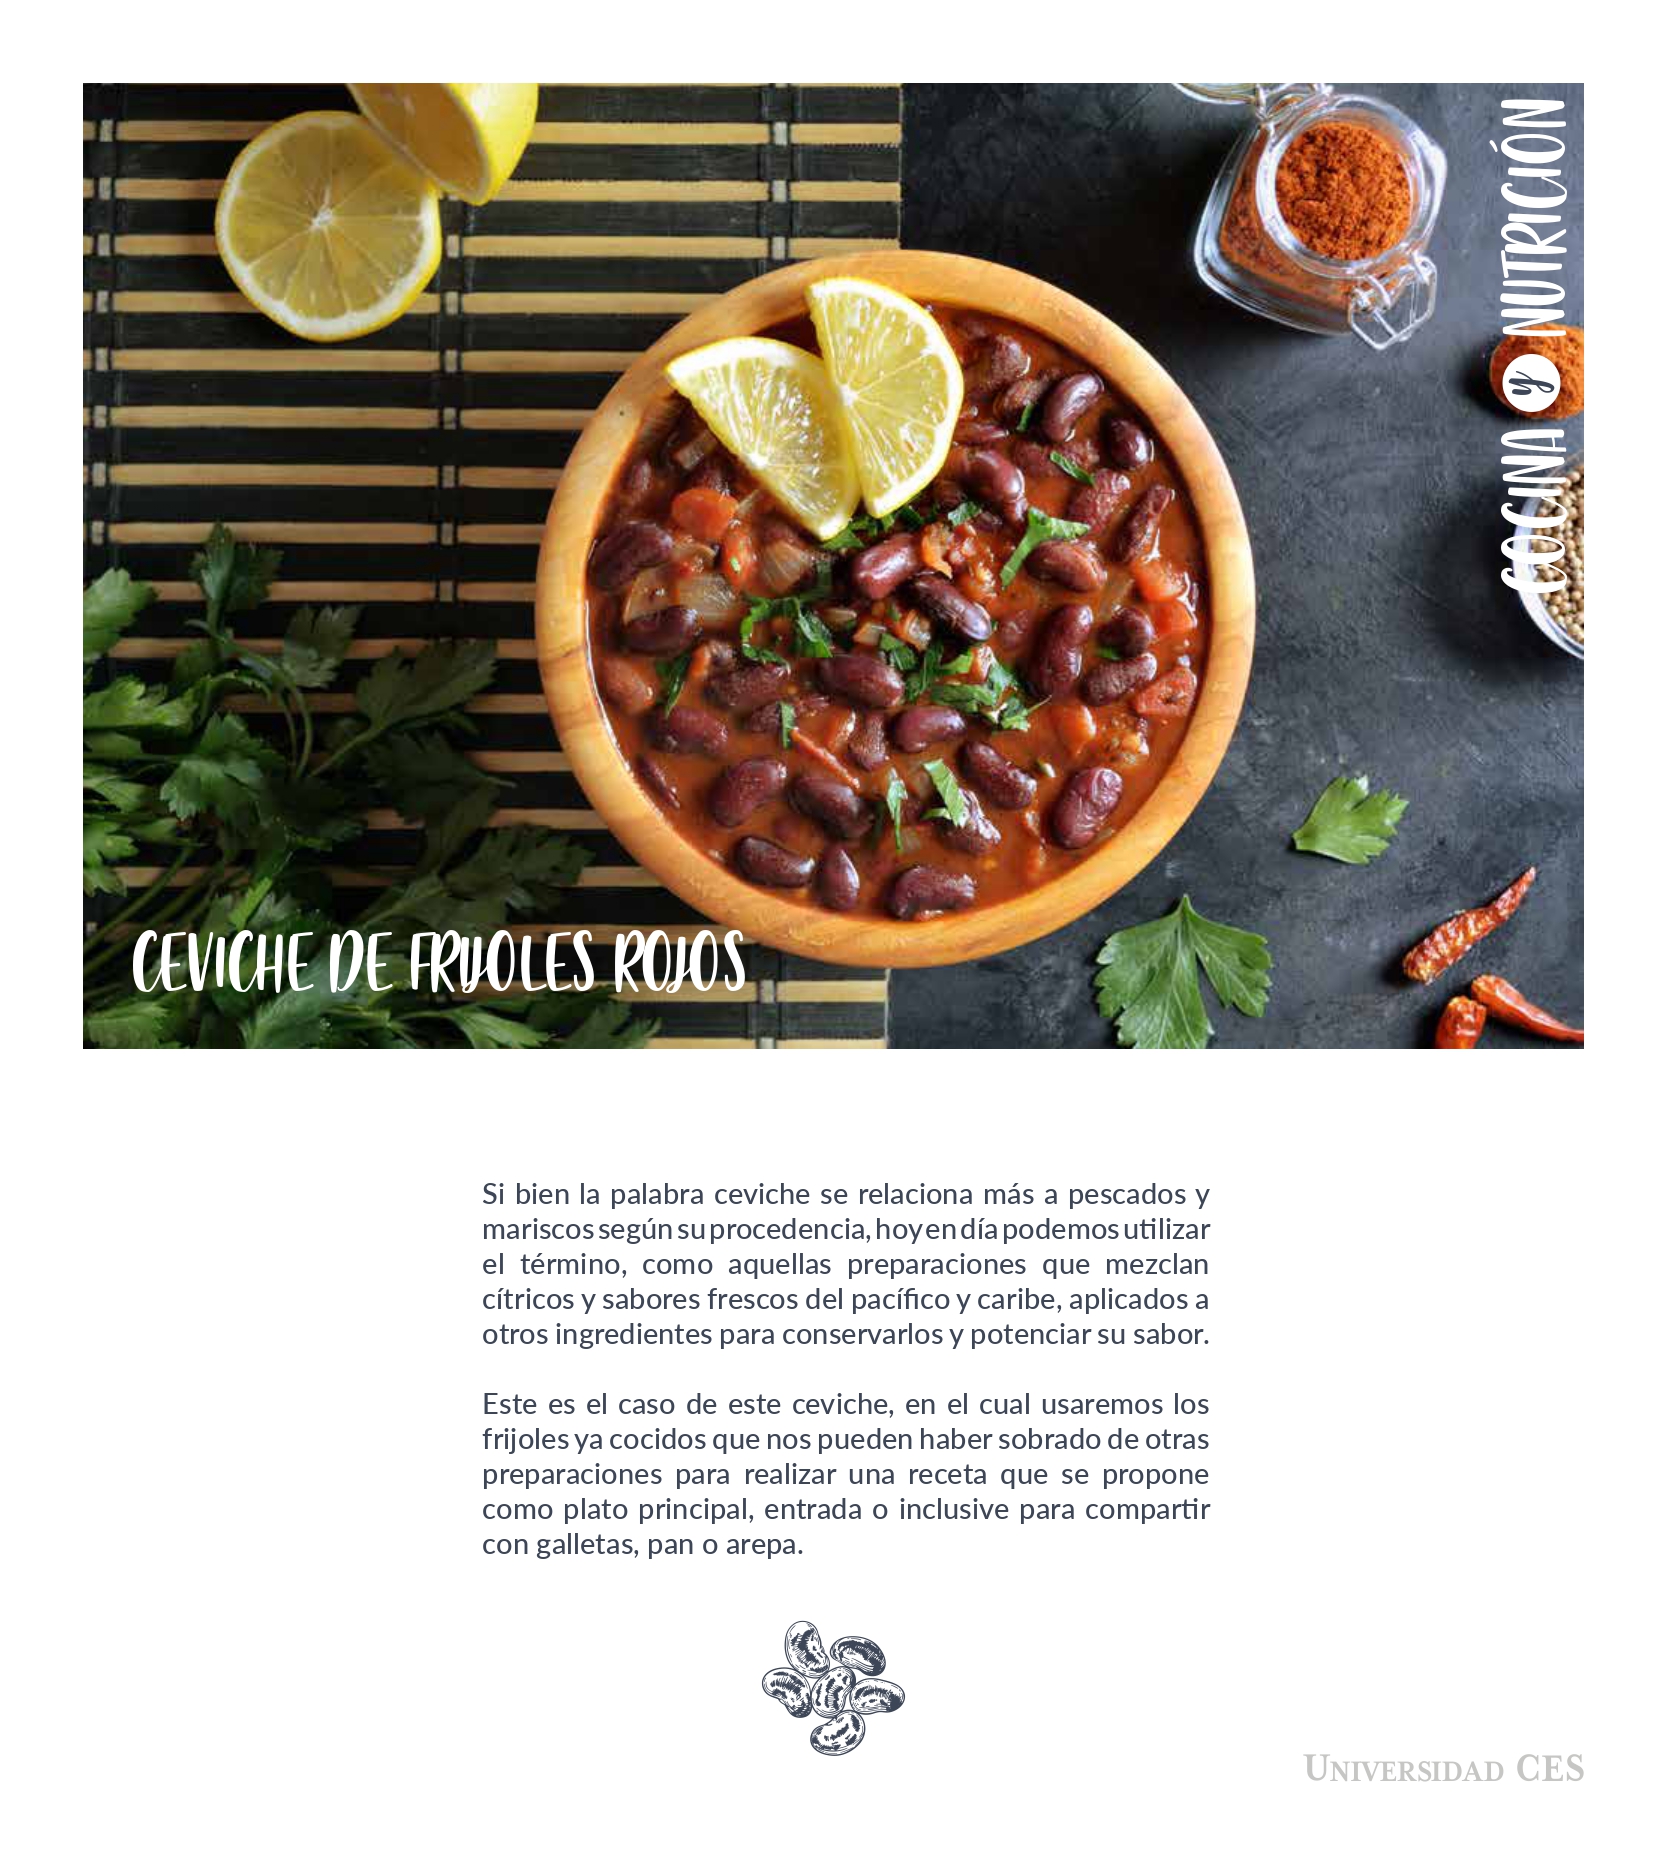 COCINA y NUTRICIÓN
CEVICHE DE FRIJOLES ROJOS
Si bien la palabra ceviche se relaciona más a pescados y
mariscos según su procedencia, hoy en día podemos utilizar
el término, como aquellas preparaciones que mezclan
cítricos y sabores frescos del pacífico y caribe, aplicados a
otros ingredientes para conservarlos y potenciar su sabor.
Este es el caso de este ceviche, en el cual usaremos los
frijoles ya cocidos que nos pueden haber sobrado de otras
preparaciones para realizar una receta que se propone
como plato principal, entrada o inclusive para compartir
con galletas, pan o arepa.
UNIVERSIDAD CES